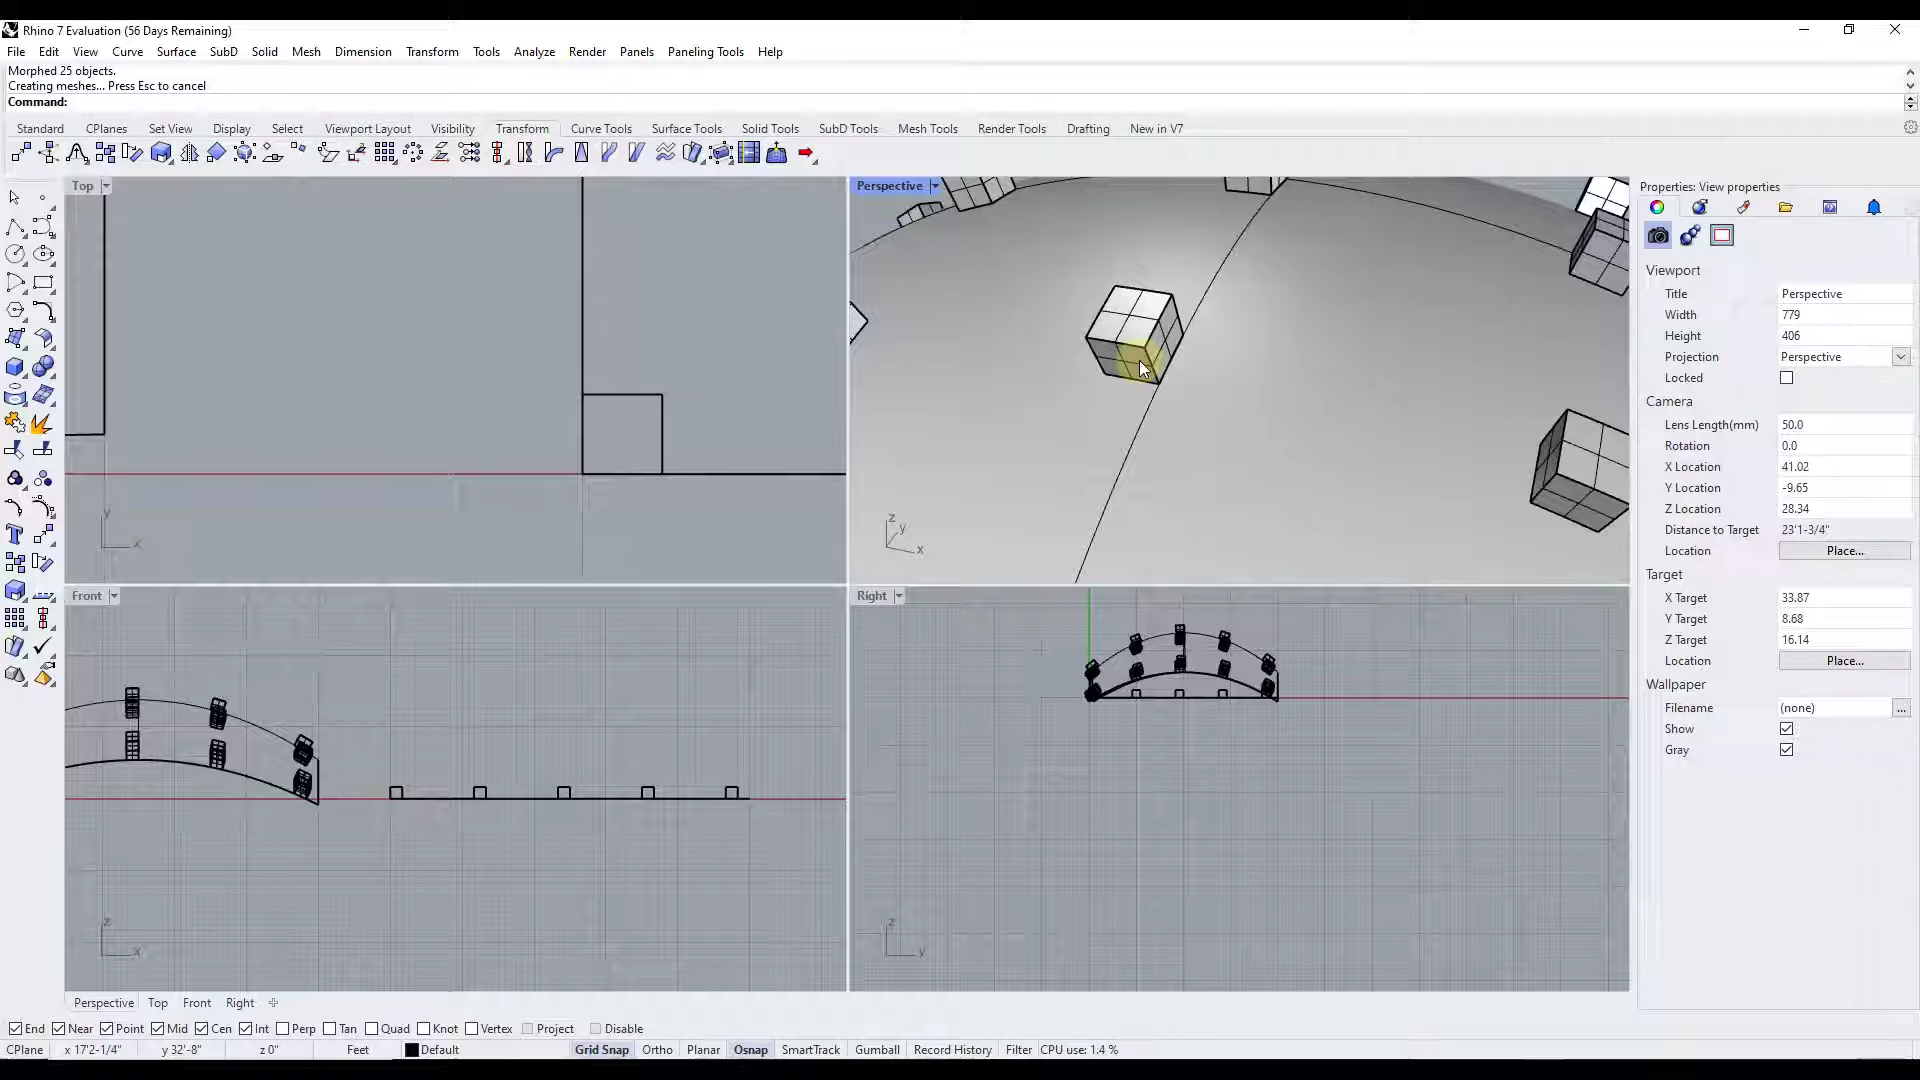 Rhino 7 Evaluation (56 Days Remaining)
File Edit View Curve Surface SubD Solid Mesh Dimension Transform Tools Analyze Render Panels Paneling Tools Help
Morphed 25 objects.
Creating meshes... Press Esc to cancel
Command:
Standard CPlanes Set View Display Select Viewport Layout Visibility Transform Curve Tools Surface Tools Solid Tools SubD Tools Mesh Tools Render Tools Drafting New in V7
Top
y
x
Perspective
z
y
x
Front
z
x
Right
z
y
Properties: View properties
Viewport
Title Perspective
Width 779
Height 406
Projection Perspective
Locked
Camera
Lens Length(mm) 50.0
Rotation 0.0
X Location 41.02
Y Location -9.65
Z Location 28.34
Distance to Target 23'1-3/4"
Location Place...
Target
X Target 33.87
Y Target 8.68
Z Target 16.14
Location Place...
Wallpaper
Filename (none) ...
Show
Gray
Perspective Top Front Right
End Near Point Mid Cen Int Perp Tan Quad Knot Vertex Project Disable
CPlane x 17'2-1/4" y 32'-8" z 0" Feet Default Grid Snap Ortho Planar Osnap SmartTrack Gumball Record History Filter CPU use: 1.4 %